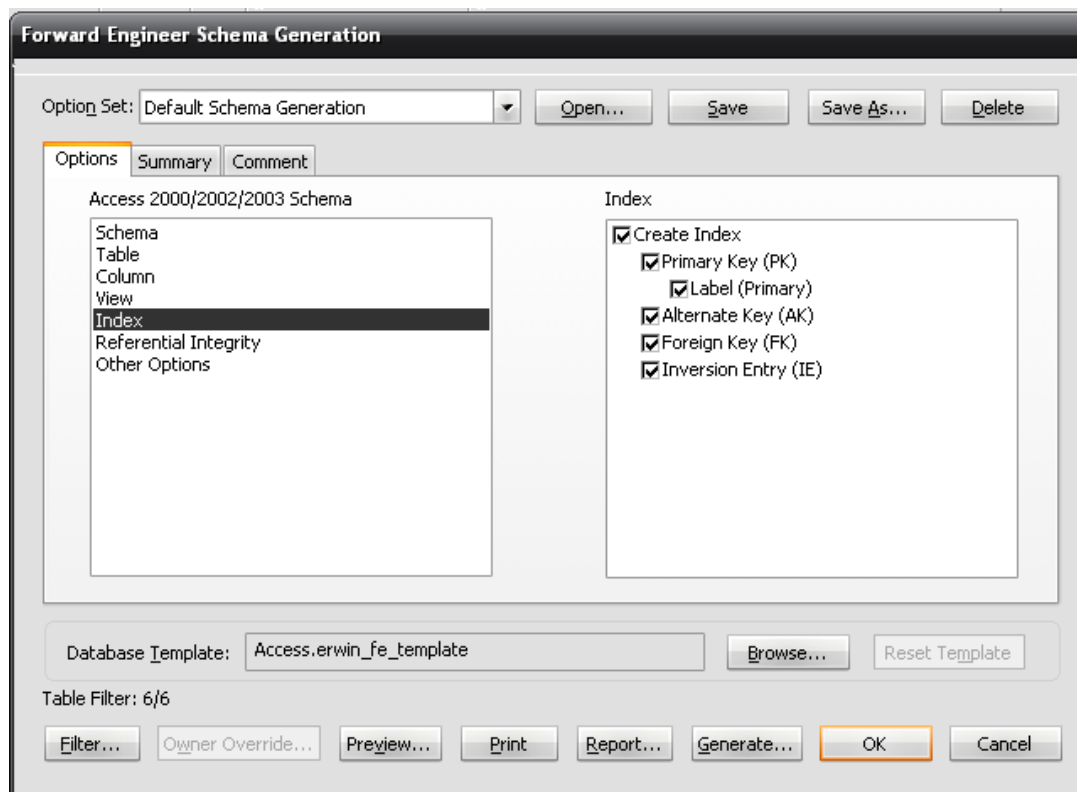 Forward Engineer Schema Generation
Option Set: Default Schema Generation Open... Save Save As... Delete
Options Summary Comment
Access 2000/2002/2003 Schema Index
Schema
Table
Column
View
Index
Referential Integrity
Other Options
Create Index
Primary Key (PK)
Label (Primary)
Alternate Key (AK)
Foreign Key (FK)
Inversion Entry (IE)
Database Template: Access.erwin_fe_template Browse... Reset Template
Table Filter: 6/6
Filter... Owner Override... Preview... Print Report... Generate... OK Cancel